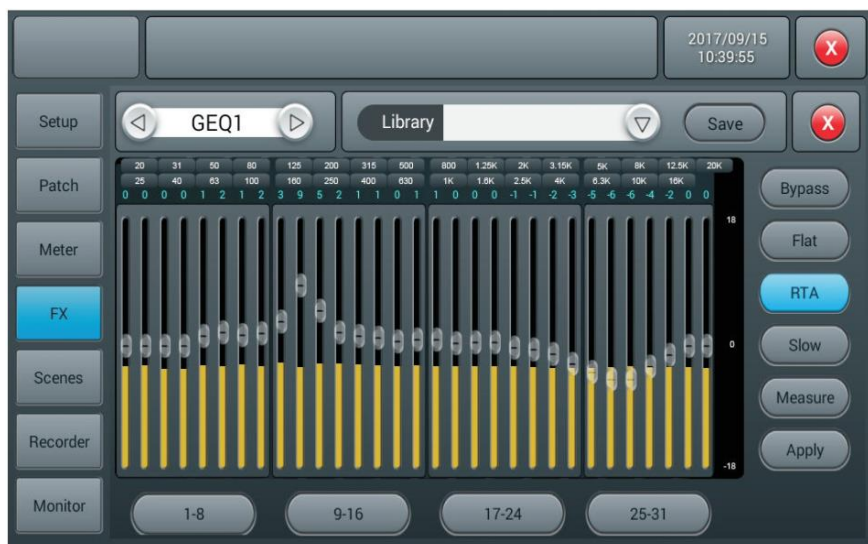 2017/09/15
10:39:55
X
Setup
GEQ1
Library
Save
X
20 31 50 80 125 200 315 500 800 1.25K 2K 3.15K 5K 8K 12.5K 20K
25 40 63 100 160 250 400 630 1K 1.6K 2.5K 4K 6.3K 10K 16K
0 0 0 0 1 2 1 2 3 9 5 2 1 1 0 1 1 0 0 0 -1 -1 -2 -3 -5 -6 -6 -4 -2 0 0
Patch
Bypass
18
Meter
Flat
FX
RTA
0
Slow
Scenes
Measure
Recorder
Apply
-18
Monitor
1-8
9-16
17-24
25-31